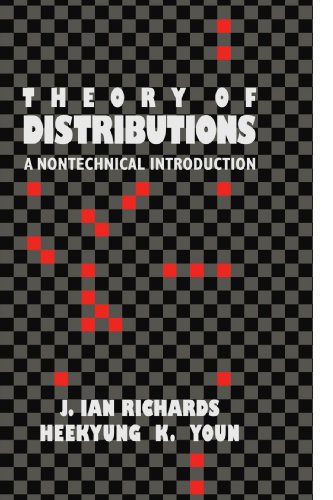 THEORY OF
DISTRIBUTIONS
A NONTECHNICAL INTRODUCTION
J. IAN RICHARDS
HEEKYUNG K. YOUN